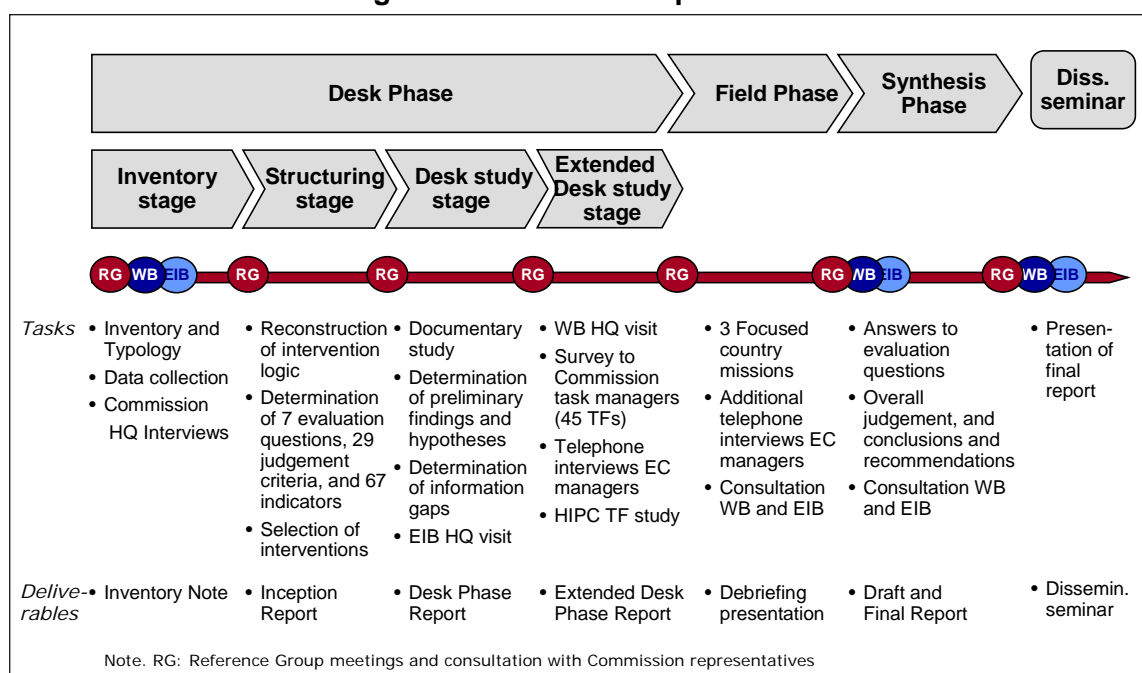 Desk Phase
Field Phase
Synthesis
Phase
Diss.
seminar
Inventory
stage
Structuring
stage
Desk study
stage
Extended
Desk study
stage
RG WB EIB RG RG RG RG RG WB EIB RG WB EIB
Tasks
• Inventory and
Typology
• Data collection
• Commission
HQ Interviews
• Reconstruction
of intervention
logic
• Determination
of 7 evaluation
questions, 29
judgement
criteria, and 67
indicators
• Selection of
interventions
• Documentary
study
• Determination
of preliminary
findings and
hypotheses
• Determination
of information
gaps
• EIB HQ visit
• WB HQ visit
• Survey to
Commission
task managers
(45 TFs)
• Telephone
interviews EC
managers
• HIPC TF study
• 3 Focused
country
missions
• Additional
telephone
interviews EC
managers
• Consultation
WB and EIB
• Answers to
evaluation
questions
• Overall
judgement, and
conclusions and
recommendations
• Consultation WB
and EIB
• Presen-
tation of
final
report
Delive-
rables
• Inventory Note
• Inception
Report
• Desk Phase
Report
• Extended Desk
Phase Report
• Debriefing
presentation
• Draft and
Final Report
• Dissemin.
seminar
Note. RG: Reference Group meetings and consultation with Commission representatives